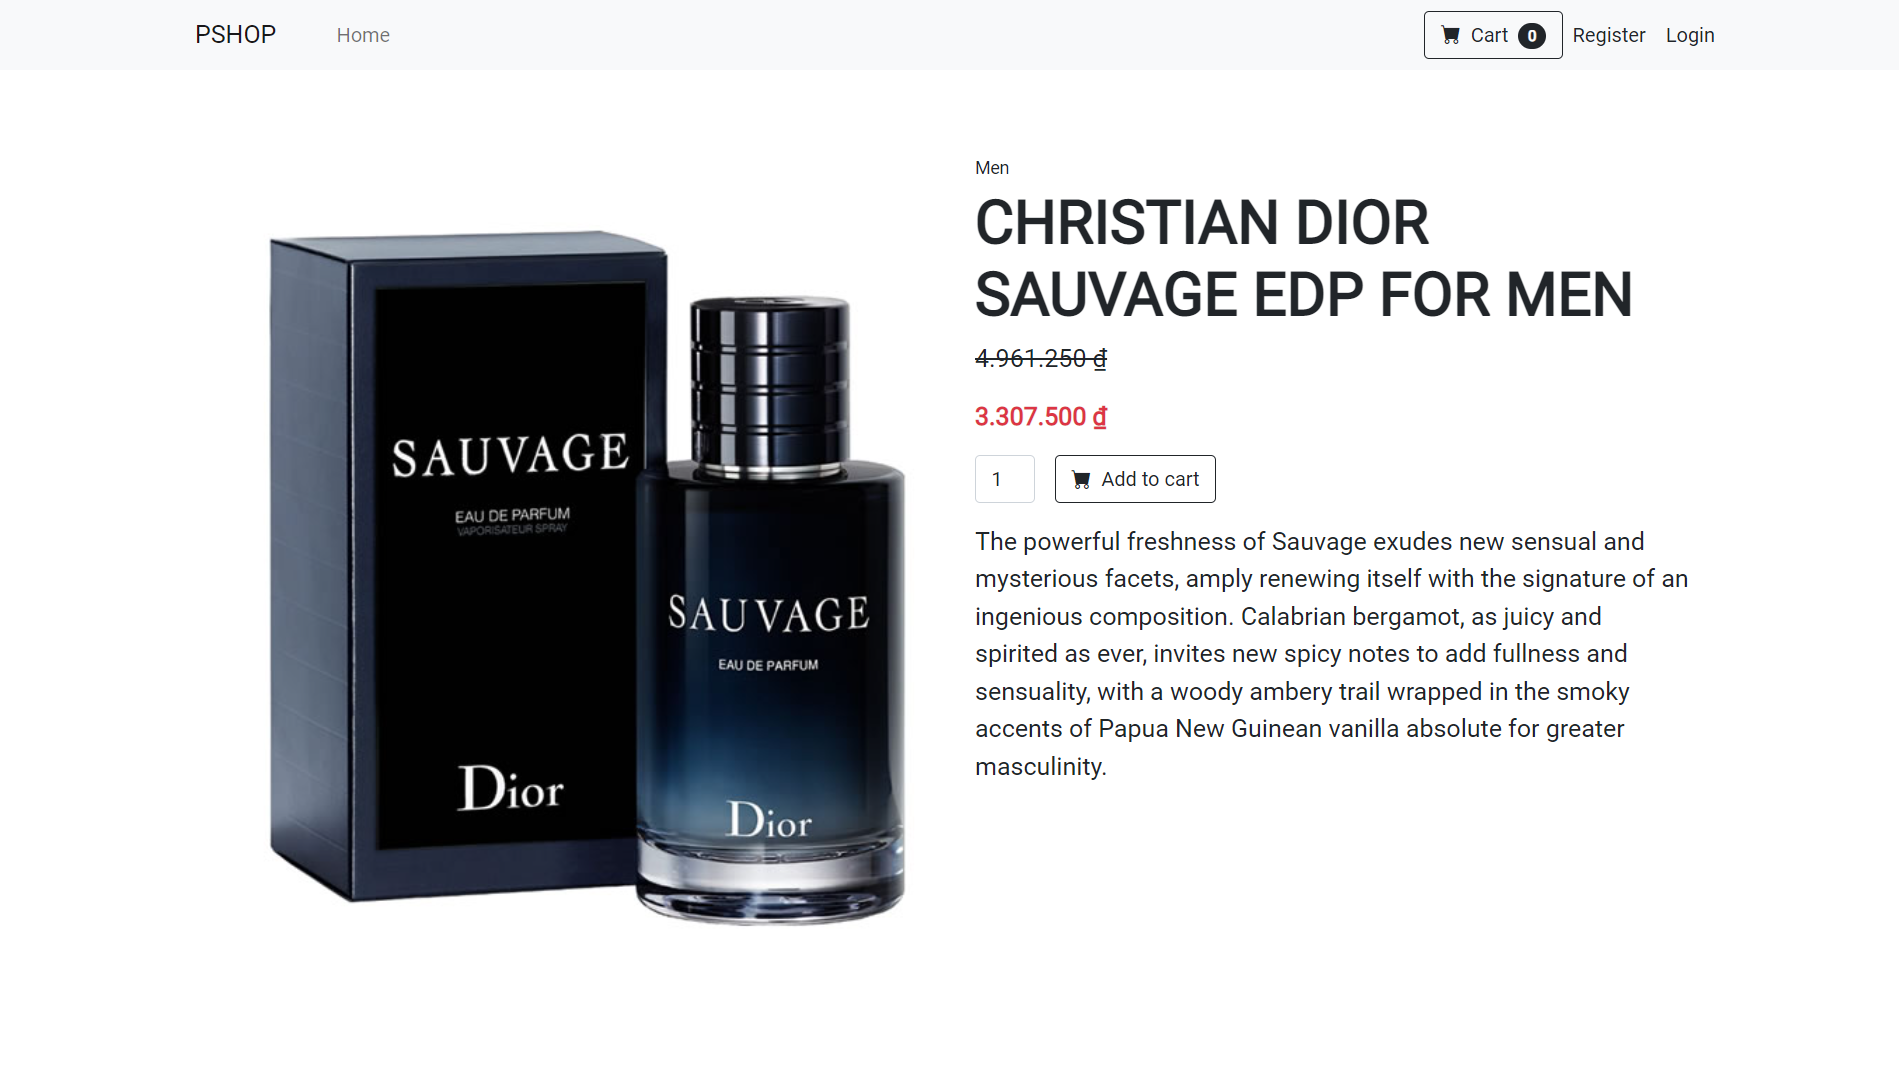 PSHOP
Home
Cart 0
Register
Login
Men
CHRISTIAN DIOR
SAUVAGE EDP FOR MEN
4.961.250 ₫
3.307.500 ₫
1
Add to cart
The powerful freshness of Sauvage exudes new sensual and
mysterious facets, amply renewing itself with the signature of an
ingenious composition. Calabrian bergamot, as juicy and
spirited as ever, invites new spicy notes to add fullness and
sensuality, with a woody ambery trail wrapped in the smoky
accents of Papua New Guinean vanilla absolute for greater
masculinity.
SAUVAGE
EAU DE PARFUM
VAPORISATEUR SPRAY
Dior
SAUVAGE
EAU DE PARFUM
Dior